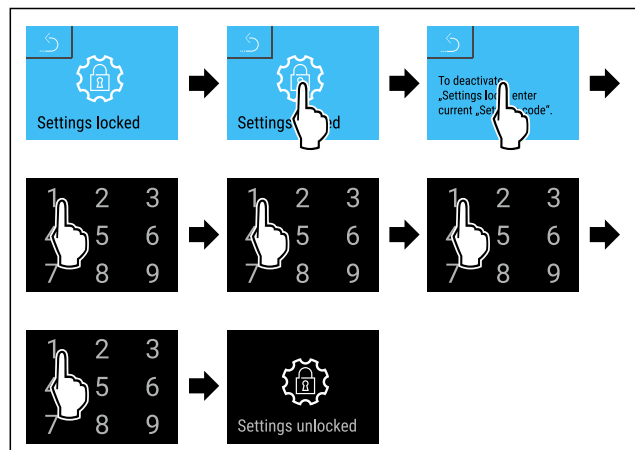 Settings locked
Settings
To deactivate
„Settings enter
current code".
1 2 3
5 6
7 8 9
1 2 3
5 6
7 8 9
1 2 3
5 6
7 8 9
1 2 3
5 6
7 8 9
Settings unlocked